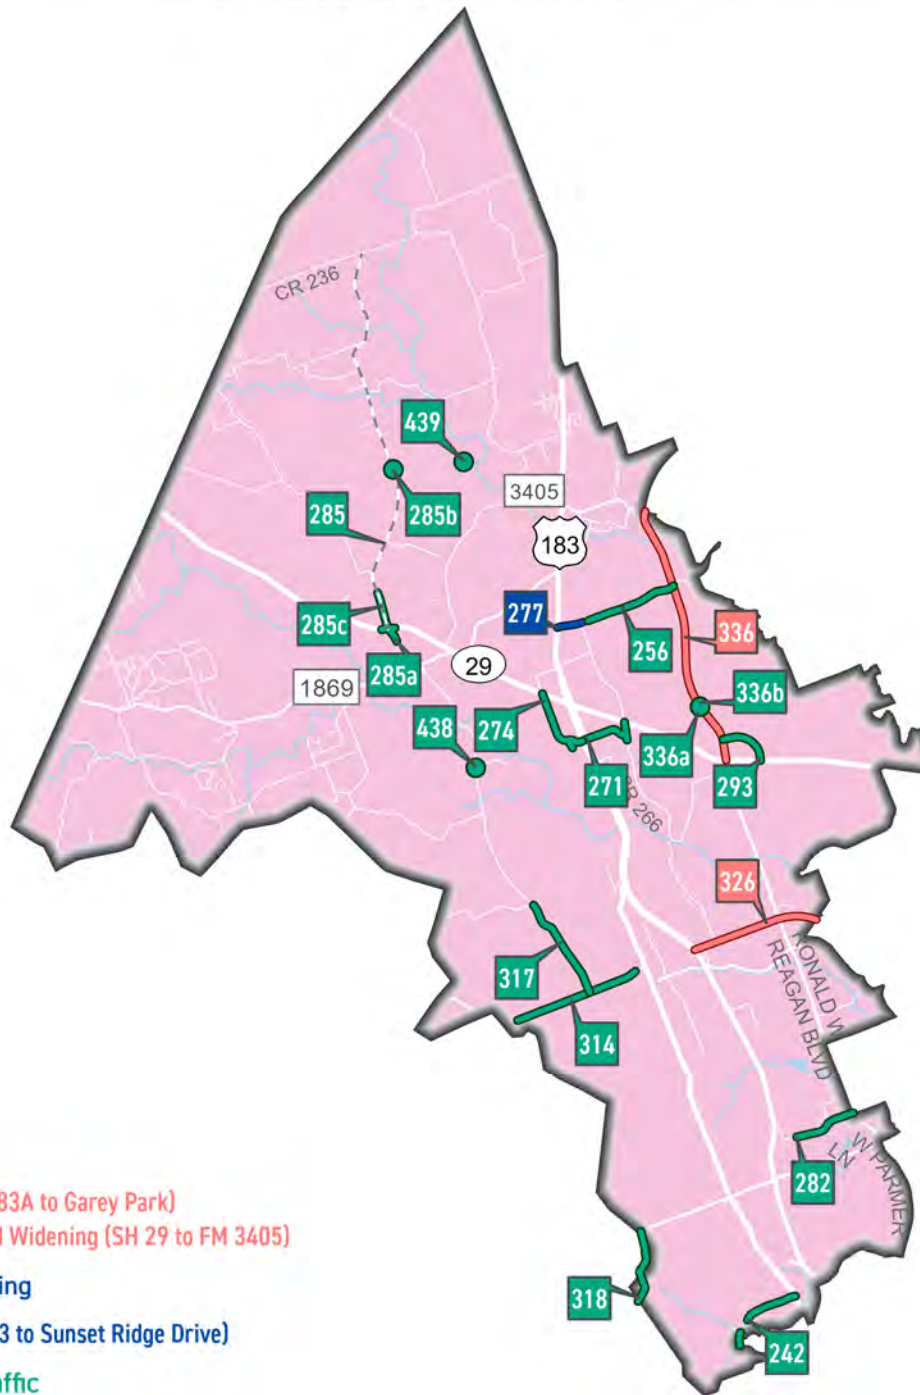 CR 236
439
3405
285
285b
183
277
336
285c
256
285a
29
336b
1869
438
274
336a
271
293
CR 266
326
317
RONALD W
REAGAN BLVD
314
W PARMER
LN
282
83A to Garey Park)
Widening (SH 29 to FM 3405)
ing
3 to Sunset Ridge Drive)
318
242
affic